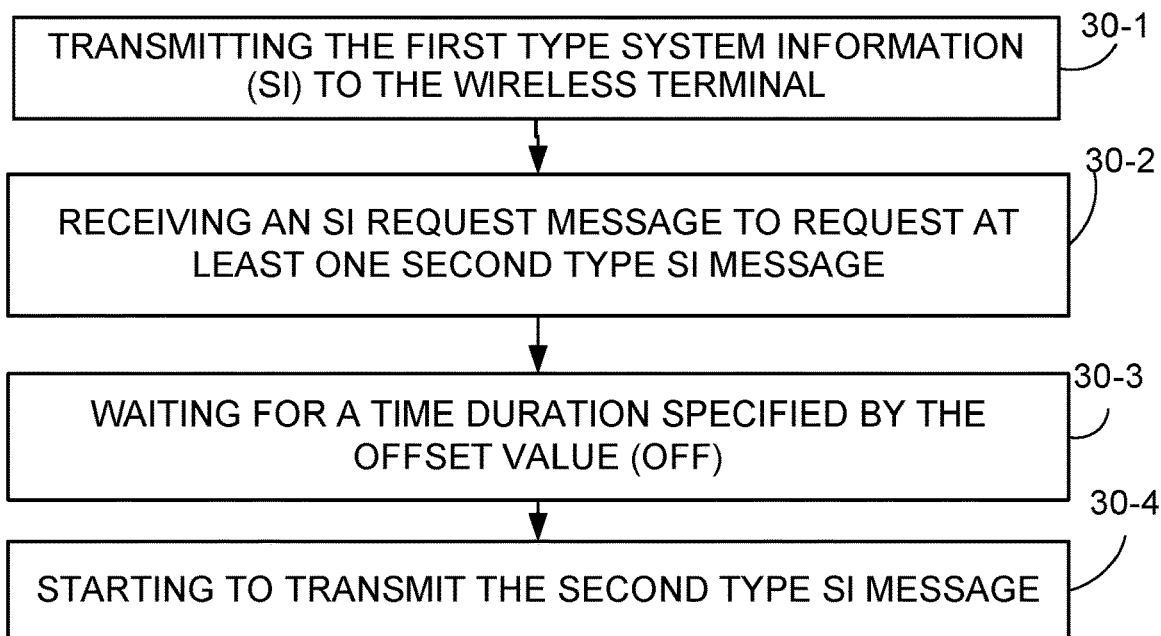 30-1
TRANSMITTING THE FIRST TYPE SYSTEM INFORMATION
(SI) TO THE WIRELESS TERMINAL
30-2
RECEIVING AN SI REQUEST MESSAGE TO REQUEST AT
LEAST ONE SECOND TYPE SI MESSAGE
30-3
WAITING FOR A TIME DURATION SPECIFIED BY THE
OFFSET VALUE (OFF)
30-4
STARTING TO TRANSMIT THE SECOND TYPE SI MESSAGE